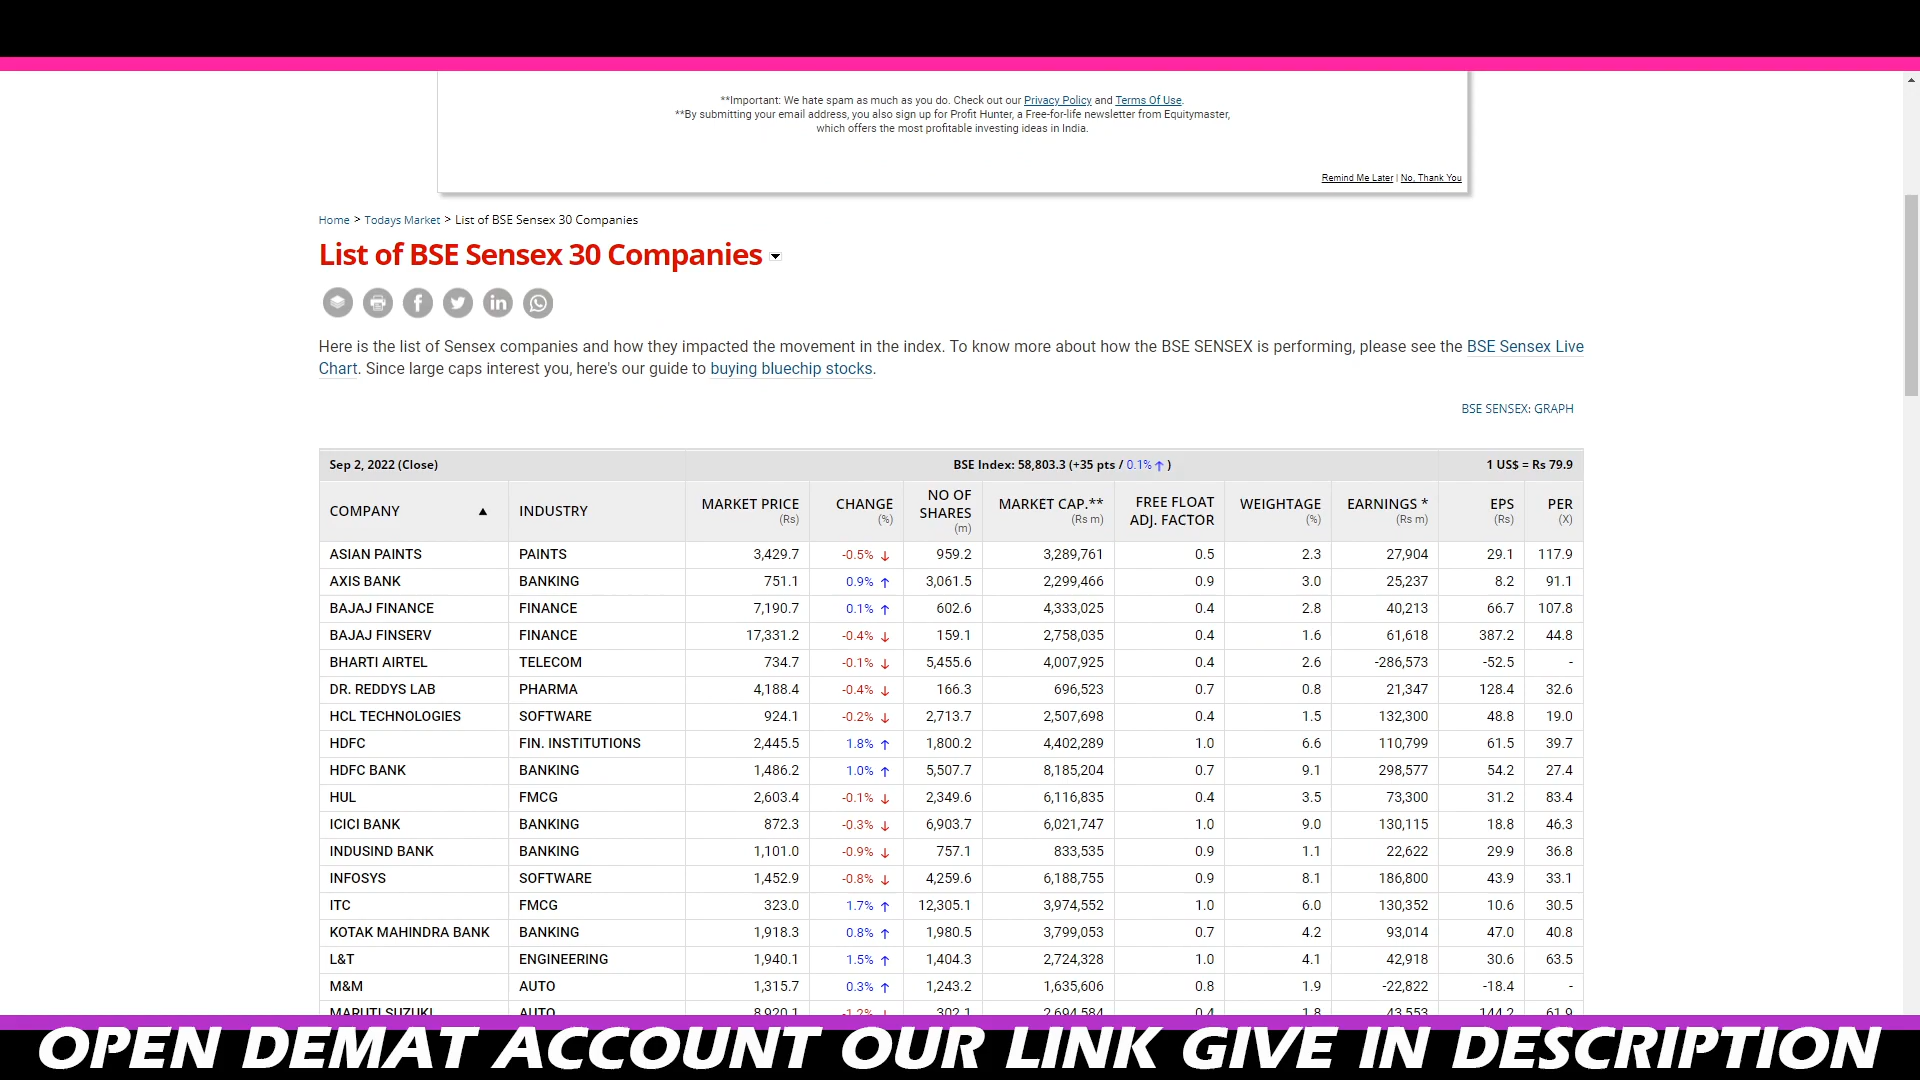 **Important: We hate spam as much as you do. Check out our Privacy Policy and Terms Of Use.
**By submitting your email address, you also sign up for Profit Hunter, a Free-for-life newsletter from Equitymaster,
which offers the most profitable investing ideas in India.
Remind Me Later | No, Thank You
Home > Todays Market > List of BSE Sensex 30 Companies
List of BSE Sensex 30 Companies
Here is the list of Sensex companies and how they impacted the movement in the index. To know more about how the BSE SENSEX is performing, please see the BSE Sensex Live
Chart. Since large caps interest you, here's our guide to buying bluechip stocks.
BSE SENSEX: GRAPH
Sep 2, 2022 (Close) BSE Index: 58,803.3 (+35 pts / 0.1% ↑ ) 1 US$ = Rs 79.9
COMPANY ▲ INDUSTRY MARKET PRICE (Rs) CHANGE (%) NO OF SHARES (m) MARKET CAP.** (Rs m) FREE FLOAT ADJ. FACTOR WEIGHTAGE (%) EARNINGS * (Rs m) EPS (Rs) PER (X)
ASIAN PAINTS PAINTS 3,429.7 -0.5% ↓ 959.2 3,289,761 0.5 2.3 27,904 29.1 117.9
AXIS BANK BANKING 751.1 0.9% ↑ 3,061.5 2,299,466 0.9 3.0 25,237 8.2 91.1
BAJAJ FINANCE FINANCE 7,190.7 0.1% ↑ 602.6 4,333,025 0.4 2.8 40,213 66.7 107.8
BAJAJ FINSERV FINANCE 17,331.2 -0.4% ↓ 159.1 2,758,035 0.4 1.6 61,618 387.2 44.8
BHARTI AIRTEL TELECOM 734.7 -0.1% ↓ 5,455.6 4,007,925 0.4 2.6 -286,573 -52.5 -
DR. REDDYS LAB PHARMA 4,188.4 -0.4% ↓ 166.3 696,523 0.7 0.8 21,347 128.4 32.6
HCL TECHNOLOGIES SOFTWARE 924.1 -0.2% ↓ 2,713.7 2,507,698 0.4 1.5 132,300 48.8 19.0
HDFC FIN. INSTITUTIONS 2,445.5 1.8% ↑ 1,800.2 4,402,289 1.0 6.6 110,799 61.5 39.7
HDFC BANK BANKING 1,486.2 1.0% ↑ 5,507.7 8,185,204 0.7 9.1 298,577 54.2 27.4
HUL FMCG 2,603.4 -0.1% ↓ 2,349.6 6,116,835 0.4 3.5 73,300 31.2 83.4
ICICI BANK BANKING 872.3 -0.3% ↓ 6,903.7 6,021,747 1.0 9.0 130,115 18.8 46.3
INDUSIND BANK BANKING 1,101.0 -0.9% ↓ 757.1 833,535 0.9 1.1 22,622 29.9 36.8
INFOSYS SOFTWARE 1,452.9 -0.8% ↓ 4,259.6 6,188,755 0.9 8.1 186,800 43.9 33.1
ITC FMCG 323.0 1.7% ↑ 12,305.1 3,974,552 1.0 6.0 130,352 10.6 30.5
KOTAK MAHINDRA BANK BANKING 1,918.3 0.8% ↑ 1,980.5 3,799,053 0.7 4.2 93,014 47.0 40.8
L&T ENGINEERING 1,940.1 1.5% ↑ 1,404.3 2,724,328 1.0 4.1 42,918 30.6 63.5
M&M AUTO 1,315.7 0.3% ↑ 1,243.2 1,635,606 0.8 1.9 -22,822 -18.4 -
MARUTI SUZUKI AUTO 8,920.1 -1.2% ↓ 302.1 2,694,584 0.4 1.8 43,553 144.2 61.9
OPEN DEMAT ACCOUNT OUR LINK GIVE IN DESCRIPTION